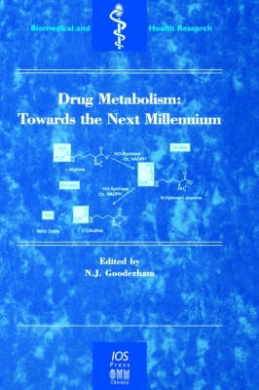 Biomedical and Health Research
Drug Metabolism:
Towards the Next Millennium
L-Arginine
NO-Synthase
O₂, NADPH
NO-Synthase
O₂, NADPH
N-Hydroxy-L-arginine
Nitric Oxide
L-Citrulline
Edited by
N.J. Gooderham
IOS
Press
Ohmsha